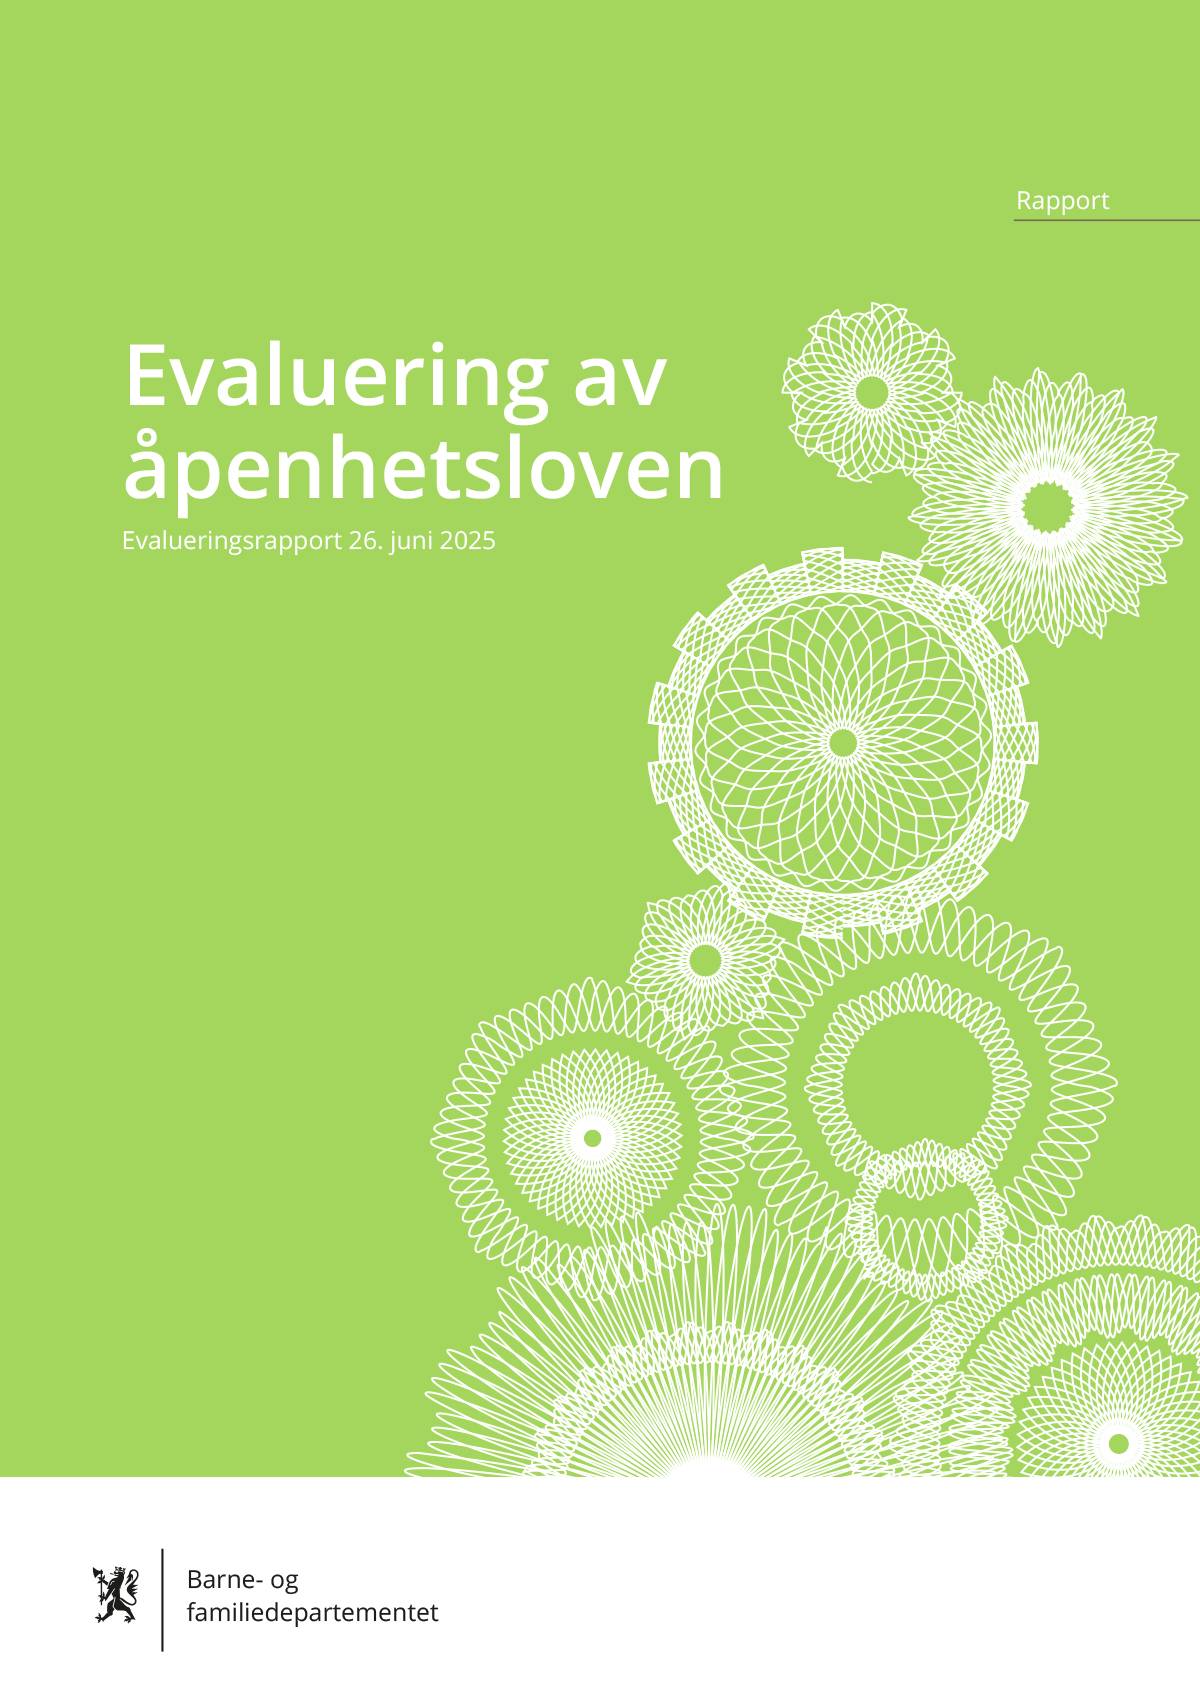 Rapport
Evaluering av
åpenhetsloven
Evalueringsrapport 26. juni 2025
Barne- og
familiedepartementet